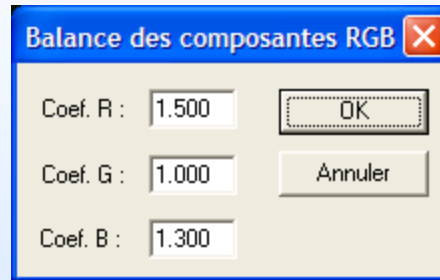 Balance des composantes RGB
Coef. R : 1.500 OK
Coef. G : 1.000 Annuler
Coef. B : 1.300